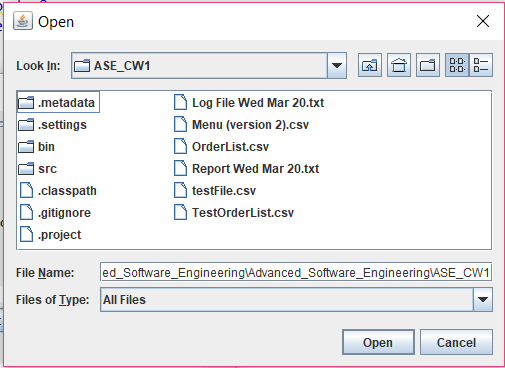 Open
Look In: ASE_CW1
.metadata
.settings
bin
src
.classpath
.gitignore
.project
Log File Wed Mar 20.txt
Menu (version 2).csv
OrderList.csv
Report Wed Mar 20.txt
testFile.csv
TestOrderList.csv
File Name: ed_Software_Engineering\Advanced_Software_Engineering\ASE_CW1
Files of Type: All Files
Open Cancel